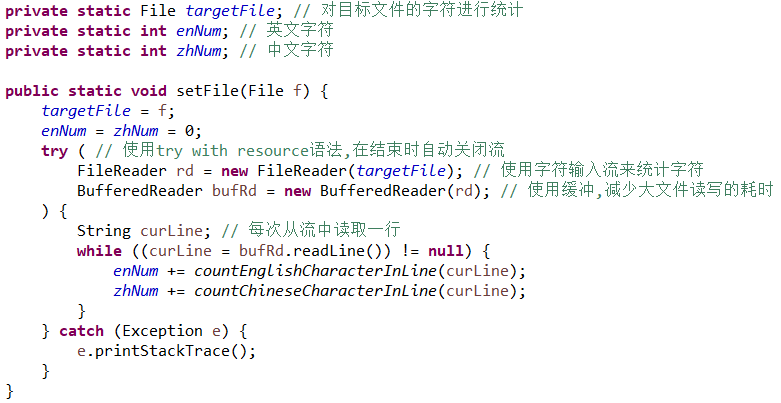 private static File targetFile; // 对目标文件的字符进行统计
private static int enNum; // 英文字符
private static int zhNum; // 中文字符

public static void setFile(File f) {
    targetFile = f;
    enNum = zhNum = 0;
    try ( // 使用try with resource语法,在结束时自动关闭流
        FileReader rd = new FileReader(targetFile); // 使用字符输入流来统计字符
        BufferedReader bufRd = new BufferedReader(rd); // 使用缓冲,减少大文件读写的耗时
    ) {
        String curLine; // 每次从流中读取一行
        while ((curLine = bufRd.readLine()) != null) {
            enNum += countEnglishCharacterInLine(curLine);
            zhNum += countChineseCharacterInLine(curLine);
        }
    } catch (Exception e) {
        e.printStackTrace();
    }
}